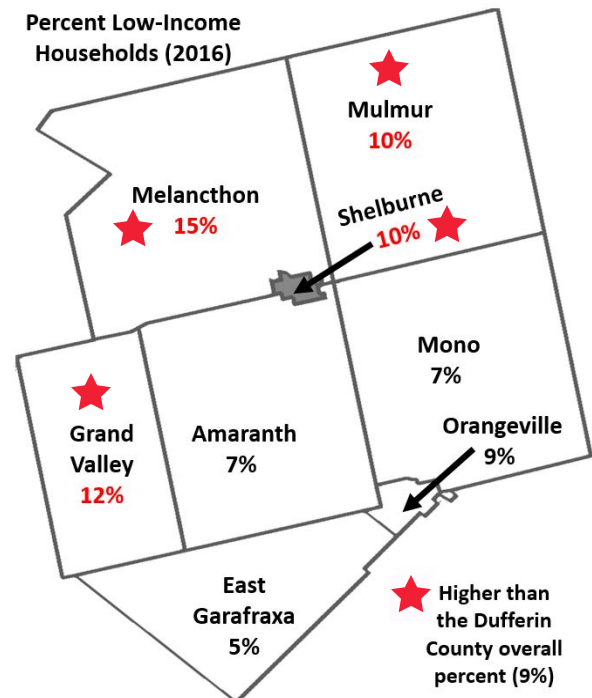 Percent Low-Income
Households (2016)
Mulmur
10%
Melancthon
15%
Shelburne
10%
Mono
7%
Orangeville
9%
Grand
Valley
12%
Amaranth
7%
East
Garafraxa
5%
Higher than
the Dufferin
County overall
percent (9%)